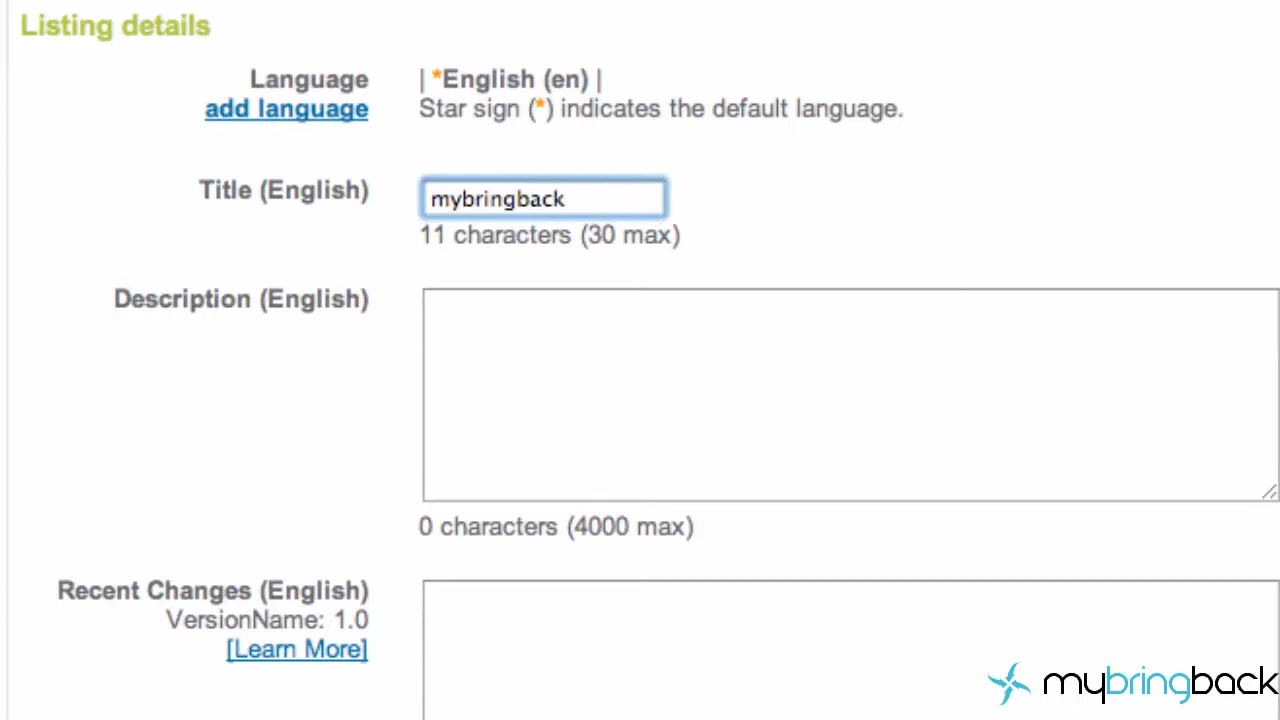 Listing details
Language | *English (en) |
add language Star sign (*) indicates the default language.
Title (English) mybringback
11 characters (30 max)
Description (English)
0 characters (4000 max)
Recent Changes (English)
VersionName: 1.0
[Learn More]
mybringback